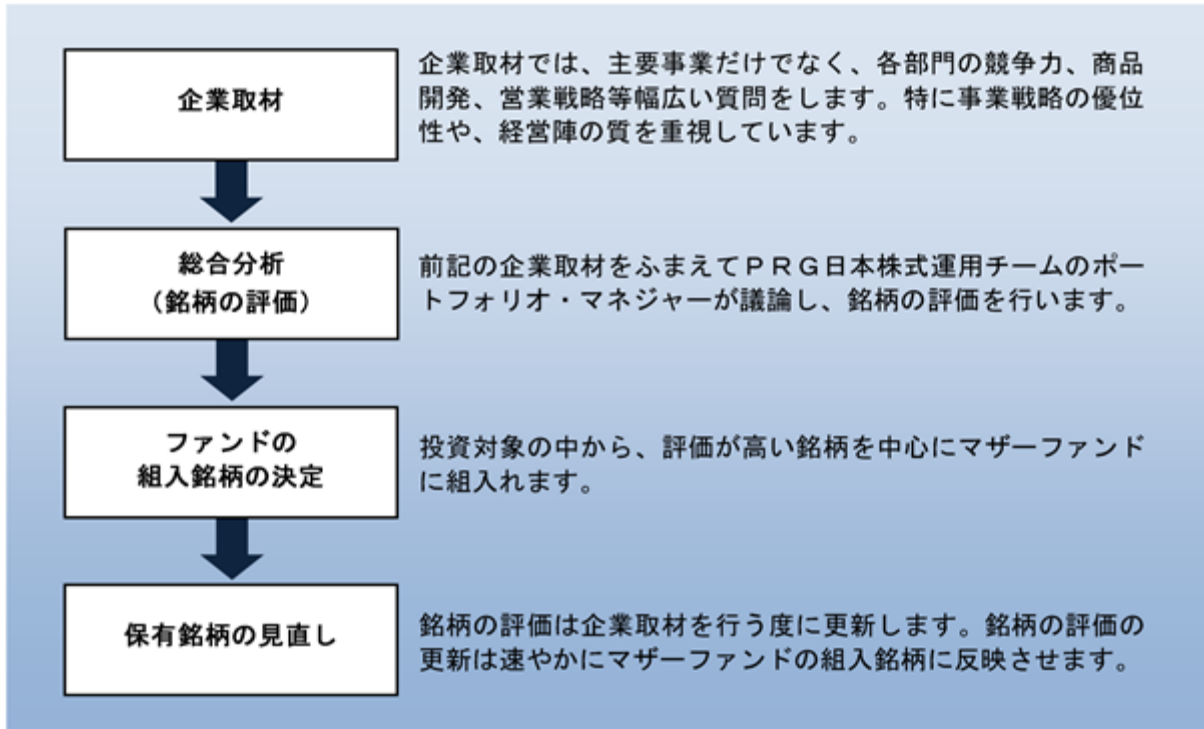 企業取材
企業取材では、主要事業だけでなく、各部門の競争力、商品
開発、営業戦略等幅広い質問をします。特に事業戦略の優位
性や、経営陣の質を重視しています。
総合分析
（銘柄の評価）
前記の企業取材をふまえてＰＲＧ日本株式運用チームのポー
トフォリオ・マネジャーが議論し、銘柄の評価を行います。
ファンドの
組入銘柄の決定
投資対象の中から、評価が高い銘柄を中心にマザーファンド
に組入れます。
保有銘柄の見直し
銘柄の評価は企業取材を行う度に更新します。銘柄の評価の
更新は速やかにマザーファンドの組入銘柄に反映させます。